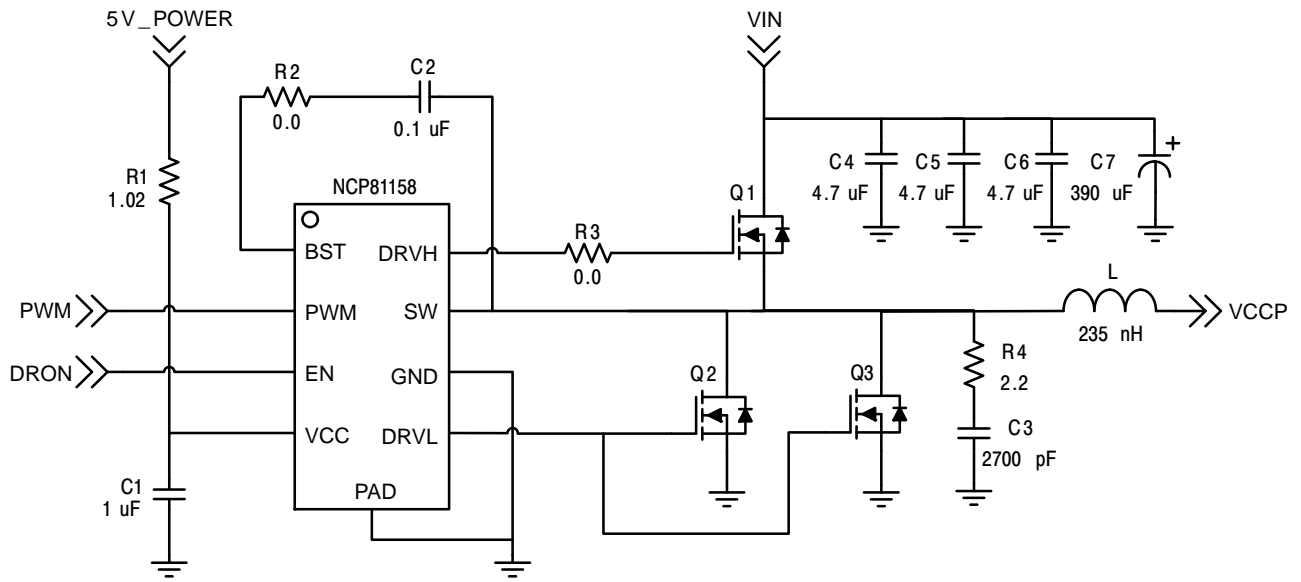 5V_POWER
VIN
R2
0.0
C2
0.1 uF
R1
1.02
NCP81158
C4
4.7 uF
C5
4.7 uF
C6
4.7 uF
C7
390 uF
+
Q1
BST
DRVH
R3
0.0
PWM
PWM
SW
L
235 nH
VCCP
DRON
EN
GND
Q2
Q3
R4
2.2
VCC
DRVL
C3
2700 pF
C1
1 uF
PAD